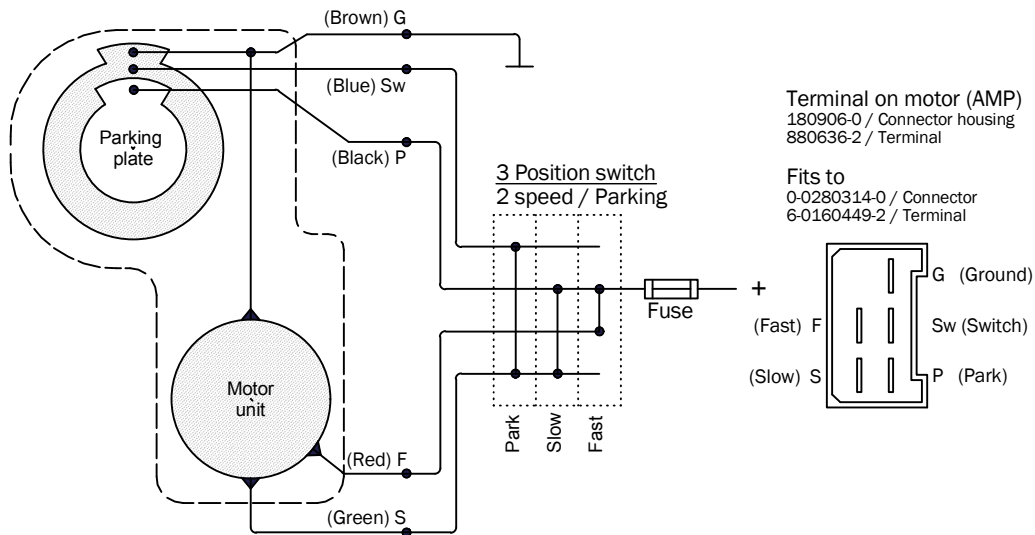 (Brown) G
(Blue) Sw
(Black) P
Parking
plate
Motor
unit
(Red) F
(Green) S
3 Position switch
2 speed / Parking
Park
Slow
Fast
Fuse
+
Terminal on motor (AMP)
180906-0 / Connector housing
880636-2 / Terminal
Fits to
0-0280314-0 / Connector
6-0160449-2 / Terminal
G (Ground)
(Fast) F
Sw (Switch)
(Slow) S
P (Park)